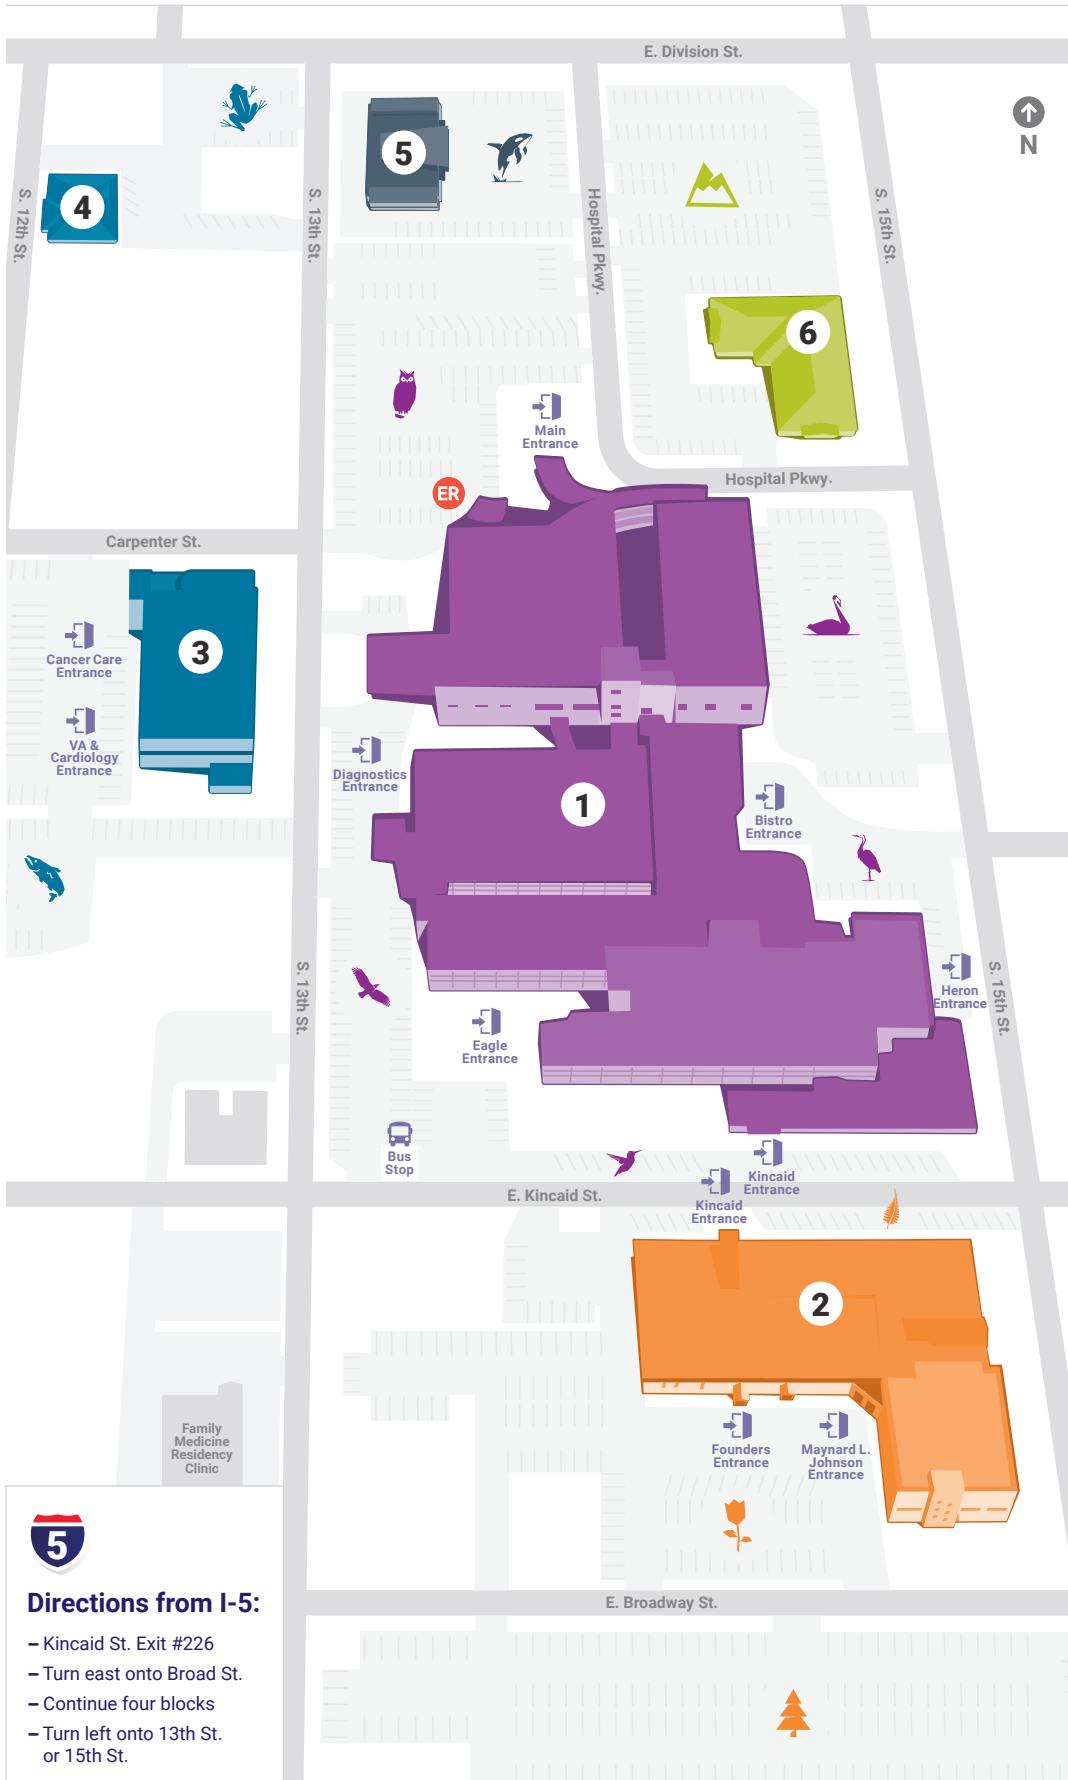 E. Division St.
N
5
4
S. 12th St.
S. 13th St.
Hospital Pkwy.
S. 15th St.
6
Main
Entrance
ER
Hospital Pkwy.
Carpenter St.
Cancer Care
Entrance
3
VA &
Cardiology
Entrance
Diagnostics
Entrance
1
Bistro
Entrance
S. 13th St.
Heron
Entrance
S. 15th St.
Eagle
Entrance
Bus
Stop
Kincaid
Entrance
E. Kincaid St.
Kincaid
Entrance
2
Family
Medicine
Residency
Clinic
Founders
Entrance
Maynard L.
Johnson
Entrance
5
Directions from I-5:
– Kincaid St. Exit #226
– Turn east onto Broad St.
– Continue four blocks
– Turn left onto 13th St.
or 15th St.
E. Broadway St.